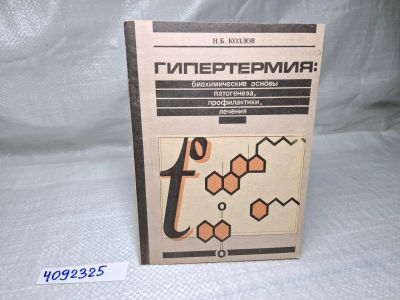 Н.Б. КОЗЛОВ
ГИПЕРТЕРМИЯ:
биохимические основы
патогенеза,
профилактики,
лечения
t°
4092325